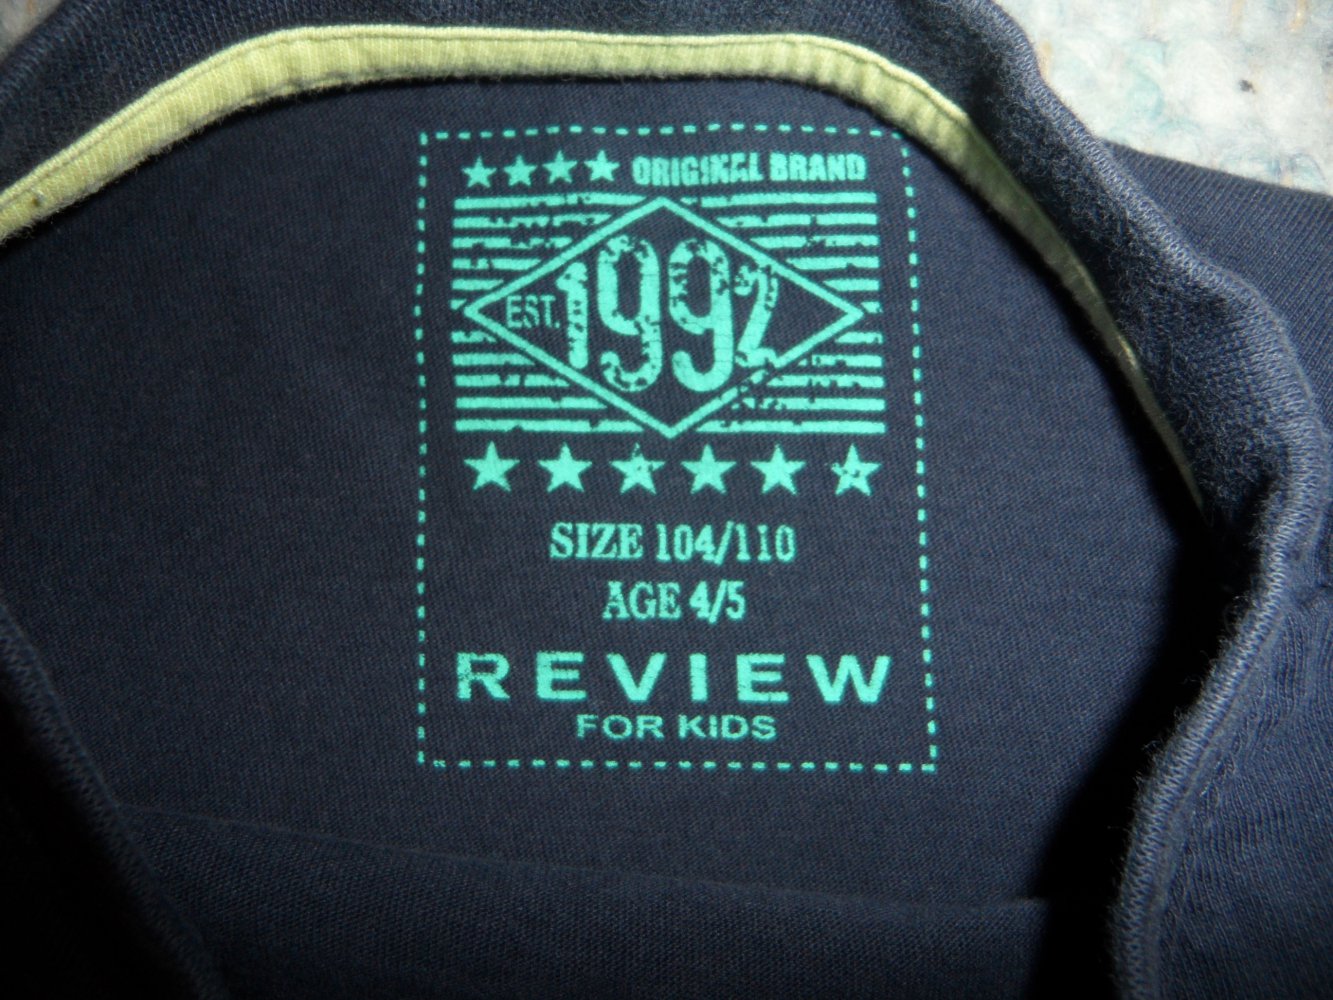 ORIGINAL BRAND
EST. 1992
SIZE 104/110
AGE 4/5
REVIEW
FOR KIDS